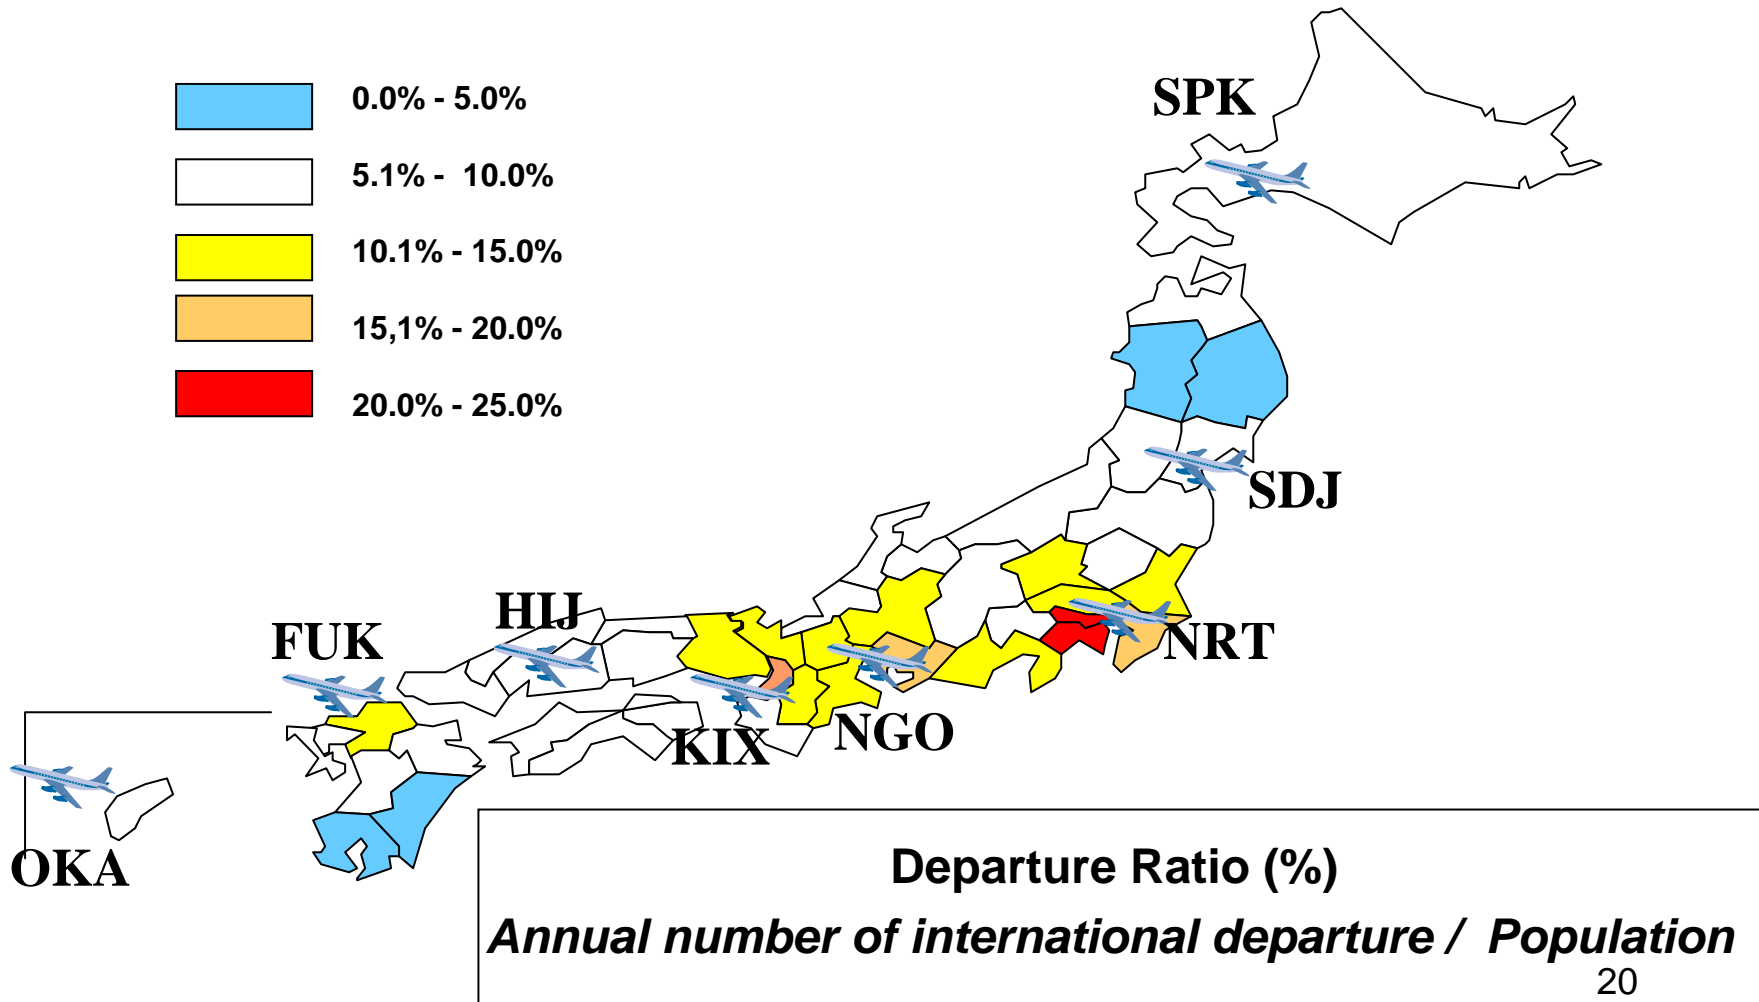 0.0% - 5.0%
5.1% - 10.0%
10.1% - 15.0%
15,1% - 20.0%
20.0% - 25.0%
SPK
SDJ
HIJ
FUK
NRT
KIX
NGO
OKA
Departure Ratio (%)
Annual number of international departure / Population
20